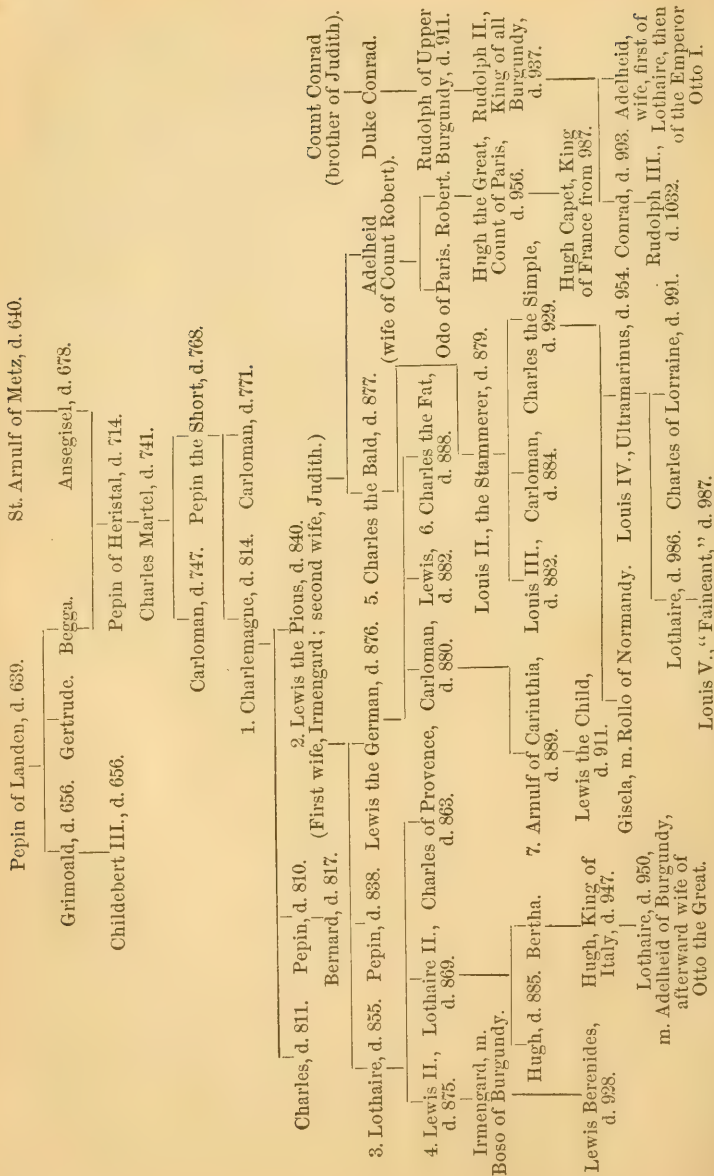 Pepin of Landen, d. 639. St. Arnulf of Metz, d. 640.
Grimoald, d. 656. Gertrude. Begga. Ansegisel, d. 678.
Childebert III., d. 656. Pepin of Heristal, d. 714.
Charles Martel, d. 741.
Carloman, d. 747. Pepin the Short, d. 768.
1. Charlemagne, d. 814. Carloman, d. 771.
Charles, d. 811. Pepin, d. 810. 2. Lewis the Pious, d. 840.
Bernard, d. 817. (First wife, Irmengard; second wife, Judith.)
Count Conrad
(brother of Judith).
3. Lothaire, d. 855. Pepin, d. 838. Lewis the German, d. 876. 5. Charles the Bald, d. 877. Adelheid Duke Conrad.
(wife of Count Robert).
4. Lewis II., Lothaire II., Charles of Provence, Carloman, Lewis, 6. Charles the Fat,
d. 875. d. 869. d. 863. d. 880. d. 882. d. 888.
Odo of Paris. Robert. Rudolph of Upper
Burgundy, d. 911.
Irmengard, m.
Boso of Burgundy.
Louis II., the Stammerer, d. 879.
Hugh the Great,
Count of Paris,
d. 956.
Rudolph II.,
King of all
Burgundy,
d. 937.
Hugh, d. 885. Bertha. 7. Arnulf of Carinthia,
d. 889.
Louis III., Carloman, Charles the Simple,
d. 882. d. 884. d. 929.
Hugh Capet, King
of France from 987.
Lewis Berenides,
d. 928.
Hugh, King of
Italy, d. 947.
Lewis the Child,
d. 911.
Gisela, m. Rollo of Normandy. Louis IV., Ultramarinus, d. 954. Conrad, d. 993. Adelheid,
wife, first of
Lothaire, then
of the Emperor
Otto I.
Rudolph III.,
d. 1032.
Lothaire, d. 950,
m. Adelheid of Burgundy,
afterward wife of
Otto the Great.
Lothaire, d. 986. Charles of Lorraine, d. 991.
Louis V., "Faineant," d. 987.